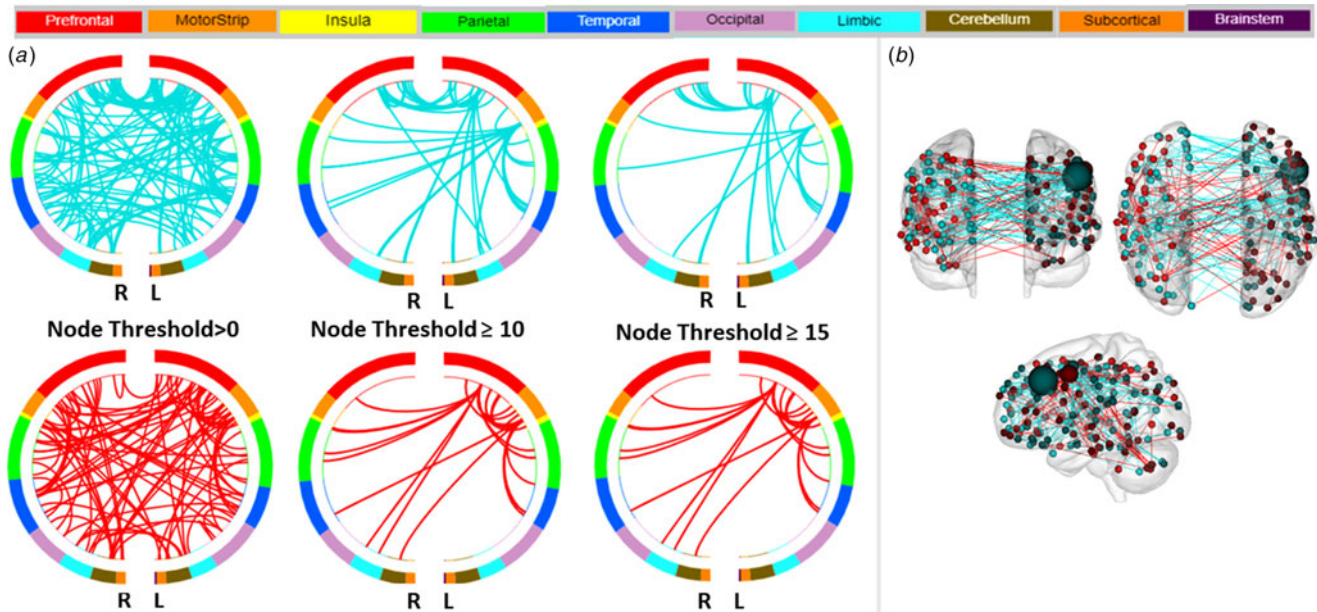 Prefrontal MotorStrip Insula Parietal Temporal Occipital Limbic Cerebellum Subcortical Brainstem
(a)
(b)
R L
R L
R L
Node Threshold>0
Node Threshold ≥ 10
Node Threshold ≥ 15
R L
R L
R L